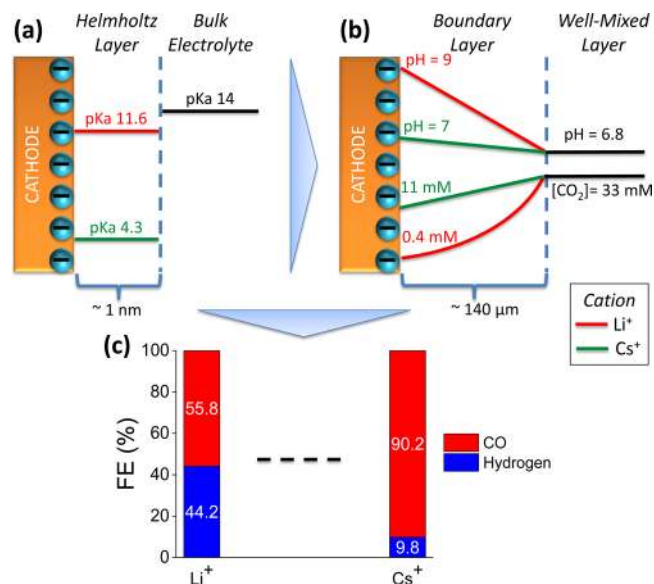 (a)
Helmholtz
Layer
Bulk
Electrolyte
pKa 14
pKa 11.6
CATHODE
pKa 4.3
~ 1 nm
(b)
Boundary
Layer
Well-Mixed
Layer
pH = 9
pH = 7
pH = 6.8
CATHODE
11 mM
[CO₂]= 33 mM
0.4 mM
~ 140 μm
Cation
Li⁺
Cs⁺
(c)
FE (%)
100
80
60
40
20
0
55.8
44.2
90.2
9.8
CO
Hydrogen
Li⁺
Cs⁺